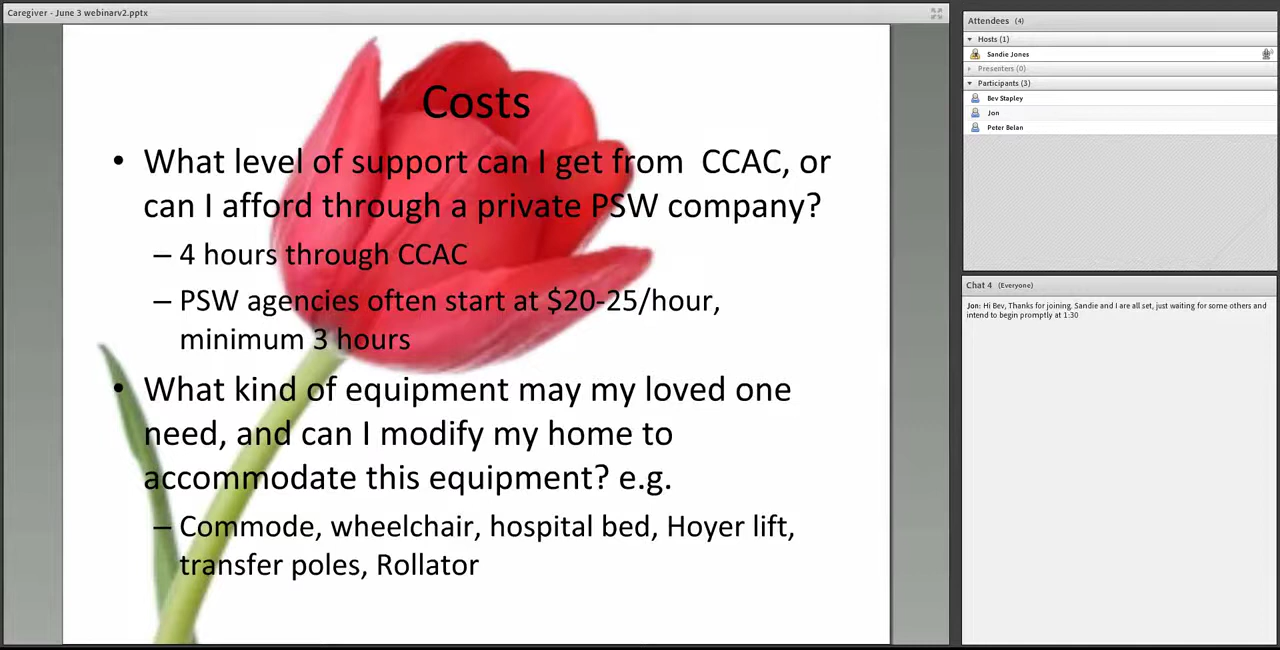 Caregiver - June 3 webinarv2.pptx
Costs
• What level of support can I get from  CCAC, or
can I afford through a private PSW company?
– 4 hours through CCAC
– PSW agencies often start at $20-25/hour,
minimum 3 hours
• What kind of equipment may my loved one
need, and can I modify my home to
accommodate this equipment? e.g.
– Commode, wheelchair, hospital bed, Hoyer lift,
transfer poles, Rollator
Attendees (4)
Hosts (1)
Sandie Jones
Presenters (0)
Participants (3)
Bev Stapley
Jon
Peter Belan
Chat 4 (Everyone)
Jon: Hi Bev, Thanks for joining. Sandie and I are all set, just waiting for some others and
intend to begin promptly at 1:30